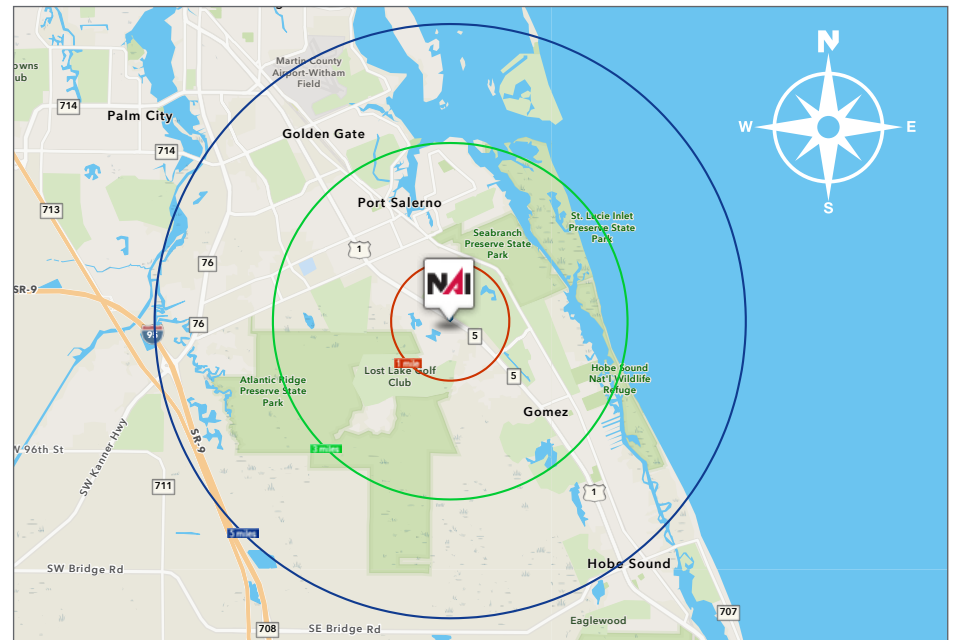 Martin County
Airport-Witham
Field
N
W
E
S
owns
ub
714
Palm City
Golden Gate
714
Port Salerno
713
St. Lucie Inlet
Preserve State
Park
Seabranch
Preserve State
Park
1
76
NAI
SR-9
76
95
5
1 mile
Lost Lake Golf
Club
5
Hobe Sound
Nat'l Wildlife
Refuge
Atlantic Ridge
Preserve State
Park
Gomez
SR-9
W 96th St
3 miles
SW Kanner Hwy
711
1
5 miles
SW Bridge Rd
Hobe Sound
707
Eaglewood
708
SE Bridge Rd